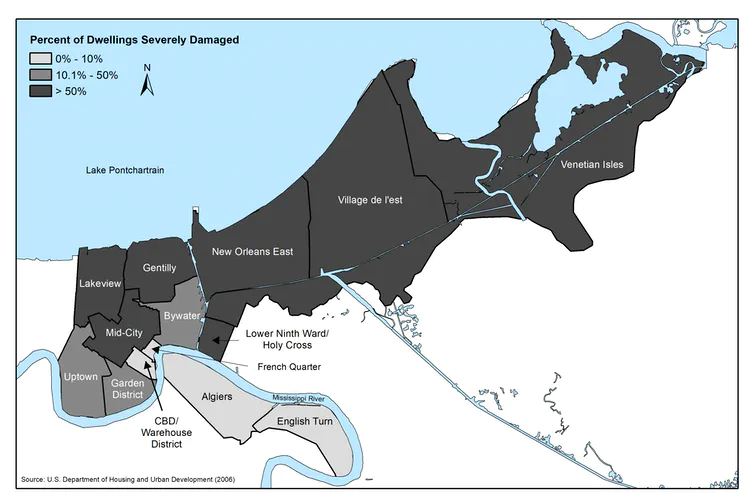 Percent of Dwellings Severely Damaged
0% - 10%
10.1% - 50%
> 50%
N
Lake Pontchartrain
Venetian Isles
Village de l'est
New Orleans East
Gentilly
Lakeview
Bywater
Mid-City
Lower Ninth Ward/
Holy Cross
French Quarter
Uptown
Garden
District
Algiers
Mississippi River
English Turn
CBD/
Warehouse
District
Source: U.S. Department of Housing and Urban Development (2006)